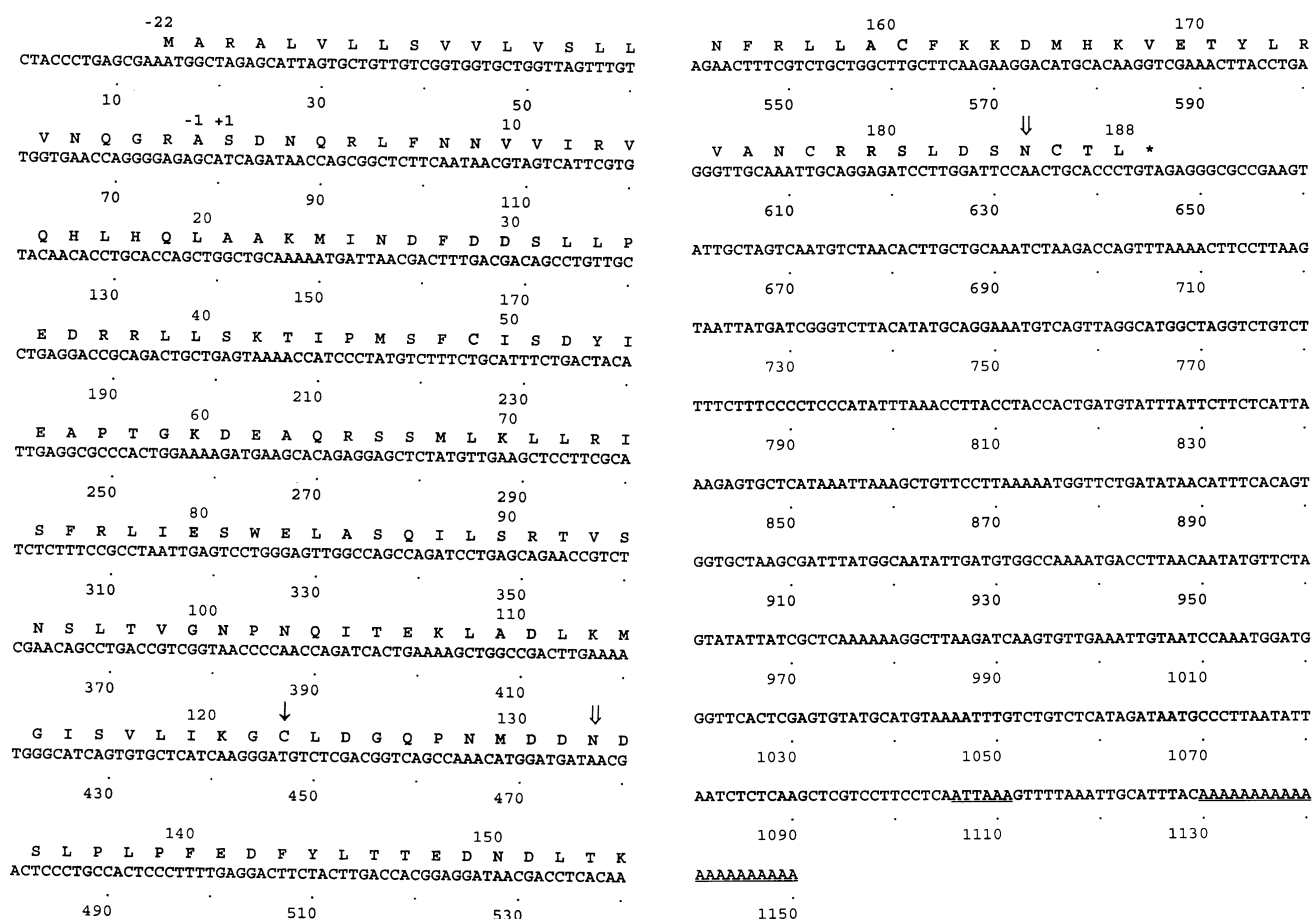 -22
M A R A L V L L S V V L V S L L
CTACCCTGAGCGAAATGGCTAGAGCATTAGTGCTGTTGTCGGTGGTGCTGGTTAGTTTGT
10 30 50
-1 +1 10
V N Q G R A S D N Q R L F N N V V I R V
TGGTGAACCAGGGGAGAGCATCAGATAACCAGCGGCTCTTCAATAACGTAGTCATTCGTG
70 90 110
20 30
Q H L H Q L A A K M I N D F D D S L L P
TACAACACCTGCACCAGCTGGCTGCAAAAATGATTAACGACTTTGACGACAGCCTGTTGC
130 150 170
40 50
E D R R L L S K T I P M S F C I S D Y I
CTGAGGACCGCAGACTGCTGAGTAAAACCATCCCTATGTCTTTCTGCATTTCTGACTACA
190 210 230
60 70
E A P T G K D E A Q R S S M L K L L R I
TTGAGGCGCCCACTGGAAAAGATGAAGCACAGAGGAGCTCTATGTTGAAGCTCCTTCGCA
250 270 290
80 90
S F R L I E S W E L A S Q I L S R T V S
TCTCTTTCCGCCTAATTGAGTCCTGGGAGTTGGCCAGCCAGATCCTGAGCAGAACCGTCT
310 330 350
100 110
N S L T V G N P N Q I T E K L A D L K M
CGAACAGCCTGACCGTCGGTAACCCCAACCAGATCACTGAAAAGCTGGCCGACTTGAAAA
370 390 410
120 ↓ 130 ⇓
G I S V L I K G C L D G Q P N M D D N D
TGGGCATCAGTGTGCTCATCAAGGGATGTCTCGACGGTCAGCCAAACATGGATGATAACG
430 450 470
140 150
S L P L P F E D F Y L T T E D N D L T K
ACTCCCTGCCACTCCCTTTTGAGGACTTCTACTTGACCACGGAGGATAACGACCTCACAA
490 510 530
160 170
N F R L L A C F K K D M H K V E T Y L R
AGAACTTTCGTCTGCTGGCTTGCTTCAAGAAGGACATGCACAAGGTCGAAACTTACCTGA
550 570 590
180 ⇓ 188
V A N C R R S L D S N C T L *
GGGTTGCAAATTGCAGGAGATCCTTGGATTCCAACTGCACCCTGTAGAGGGCGCCGAAGT
610 630 650
ATTGCTAGTCAATGTCTAACACTTGCTGCAAATCTAAGACCAGTTTAAAACTTCCTTAAG
670 690 710
TAATTATGATCGGGTCTTACATATGCAGGAAATGTCAGTTAGGCATGGCTAGGTCTGTCT
730 750 770
TTTCTTTCCCCTCCCATATTTAAACCTTACCTACCACTGATGTATTTATTCTTCTCATTA
790 810 830
AAGAGTGCTCATAAATTAAAGCTGTTCCTTAAAAATGGTTCTGATATAACATTTCACAGT
850 870 890
GGTGCTAAGCGATTTATGGCAATATTGATGTGGCCAAAATGACCTTAACAATATGTTCTA
910 930 950
GTATATTATCGCTCAAAAAAGGCTTAAGATCAAGTGTTGAAATTGTAATCCAAATGGATG
970 990 1010
GGTTCACTCGAGTGTATGCATGTAAAATTTGTCTGTCTCATAGATAATGCCCTTAATATT
1030 1050 1070
AATCTCTCAAGCTCGTCCTTCCTCAATTAAAGTTTTAAATTGCATTTACAAAAAAAAAAA
1090 1110 1130
AAAAAAAAAA
1150